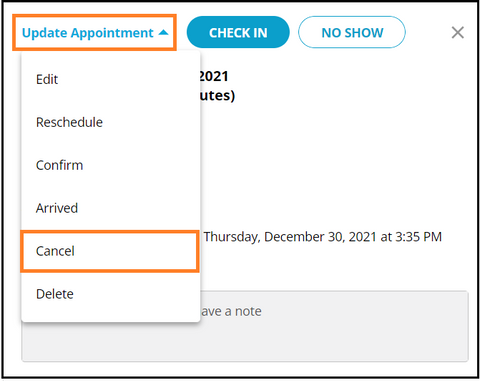 Update Appointment CHECK IN NO SHOW
Edit
2021
utes)
Reschedule
Confirm
Arrived
Thursday, December 30, 2021 at 3:35 PM
Cancel
Delete
ave a note